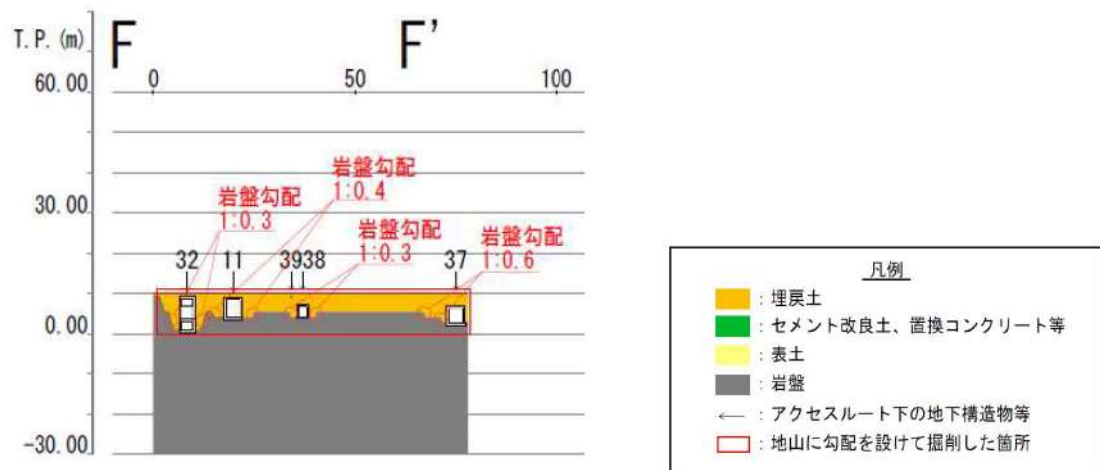 T.P.(m)
F
F'
0
50
100
60.00
30.00
0.00
-30.00
岩盤勾配
1:0.3
岩盤勾配
1:0.4
岩盤勾配
1:0.3
岩盤勾配
1:0.6
32
11
39
38
37
凡例
：埋戻土
：セメント改良土、置換コンクリート等
：表土
：岩盤
：アクセスルート下の地下構造物等
：地山に勾配を設けて掘削した箇所